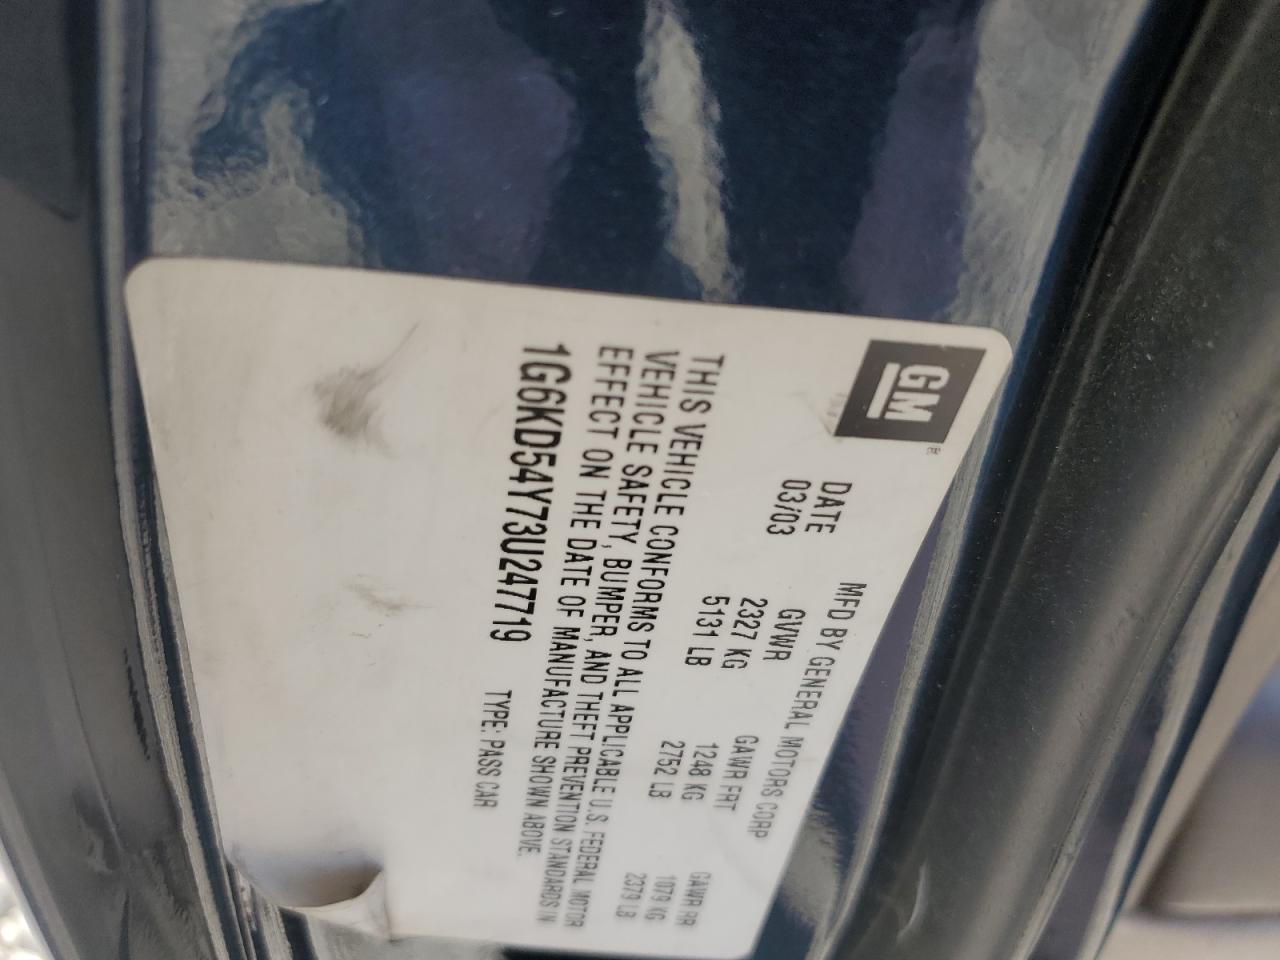 GM
MFD BY GENERAL MOTORS CORP
DATE GVWR GAWR FRT GAWR RR
03/03 2327 KG 1248 KG 1079 KG
5131 LB 2752 LB 2379 LB
THIS VEHICLE CONFORMS TO ALL APPLICABLE U.S. FEDERAL MOTOR
VEHICLE SAFETY, BUMPER, AND THEFT PREVENTION STANDARDS IN
EFFECT ON THE DATE OF MANUFACTURE SHOWN ABOVE.
1G6KD54Y73U247719 TYPE: PASS CAR